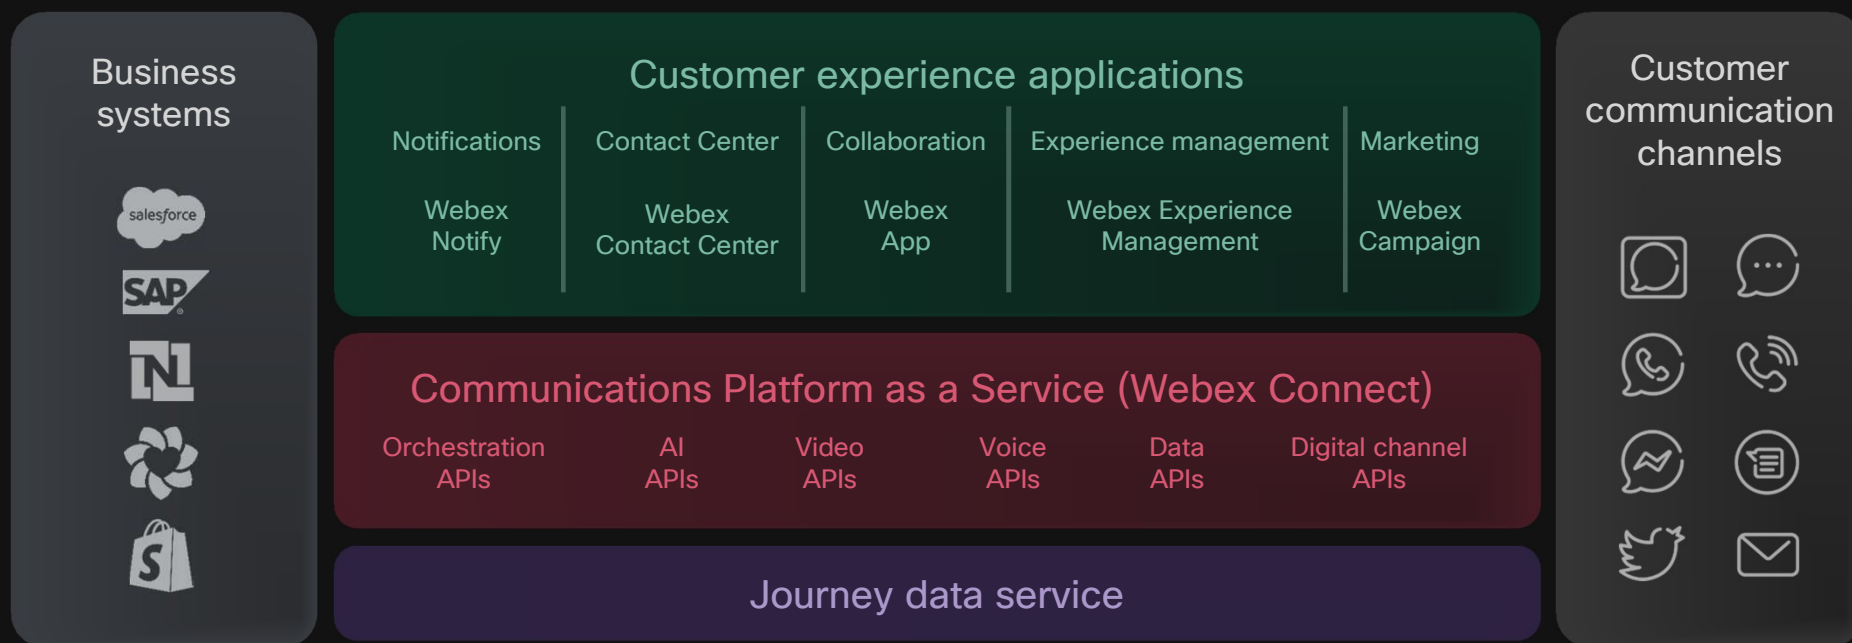 Business
systems
salesforce
SAP
N
S
Customer experience applications
Notifications
Contact Center
Collaboration
Experience management
Marketing
Webex
Notify
Webex
Contact Center
Webex
App
Webex Experience
Management
Webex
Campaign
Communications Platform as a Service (Webex Connect)
Orchestration
APIs
AI
APIs
Video
APIs
Voice
APIs
Data
APIs
Digital channel
APIs
Journey data service
Customer
communication
channels